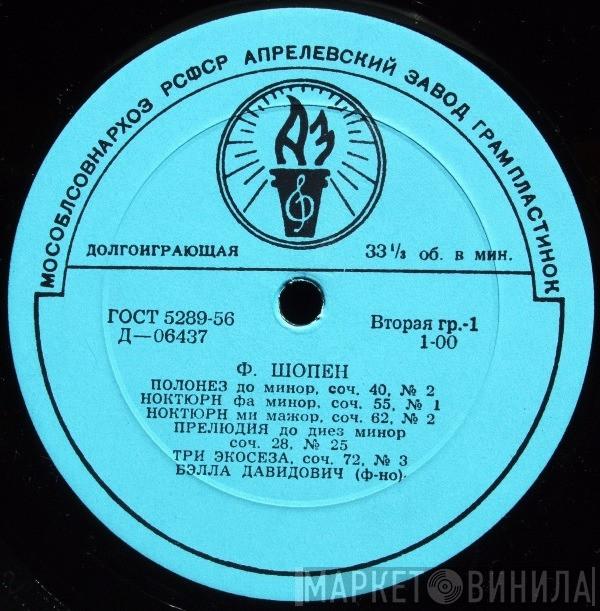 МОСОБЛСОВНАРХОЗ РСФСР АПРЕЛЕВСКИЙ ЗАВОД ГРАМПЛАСТИНОК
АЗ
ДОЛГОИГРАЮЩАЯ 33 1/3 об. в мин.
ГОСТ 5289-56 Вторая гр.-1
Д—06437 1-00
Ф. ШОПЕН
ПОЛОНЕЗ до минор, соч. 40, № 2
НОКТЮРН фа минор, соч. 55, № 1
НОКТЮРН ми мажор, соч. 62, № 2
ПРЕЛЮДИЯ до диез минор
соч. 28, № 25
ТРИ ЭКОСЕЗА, соч. 72, № 3
БЭЛЛА ДАВИДОВИЧ (ф-но)
МАРКЕТ ВИНИЛА